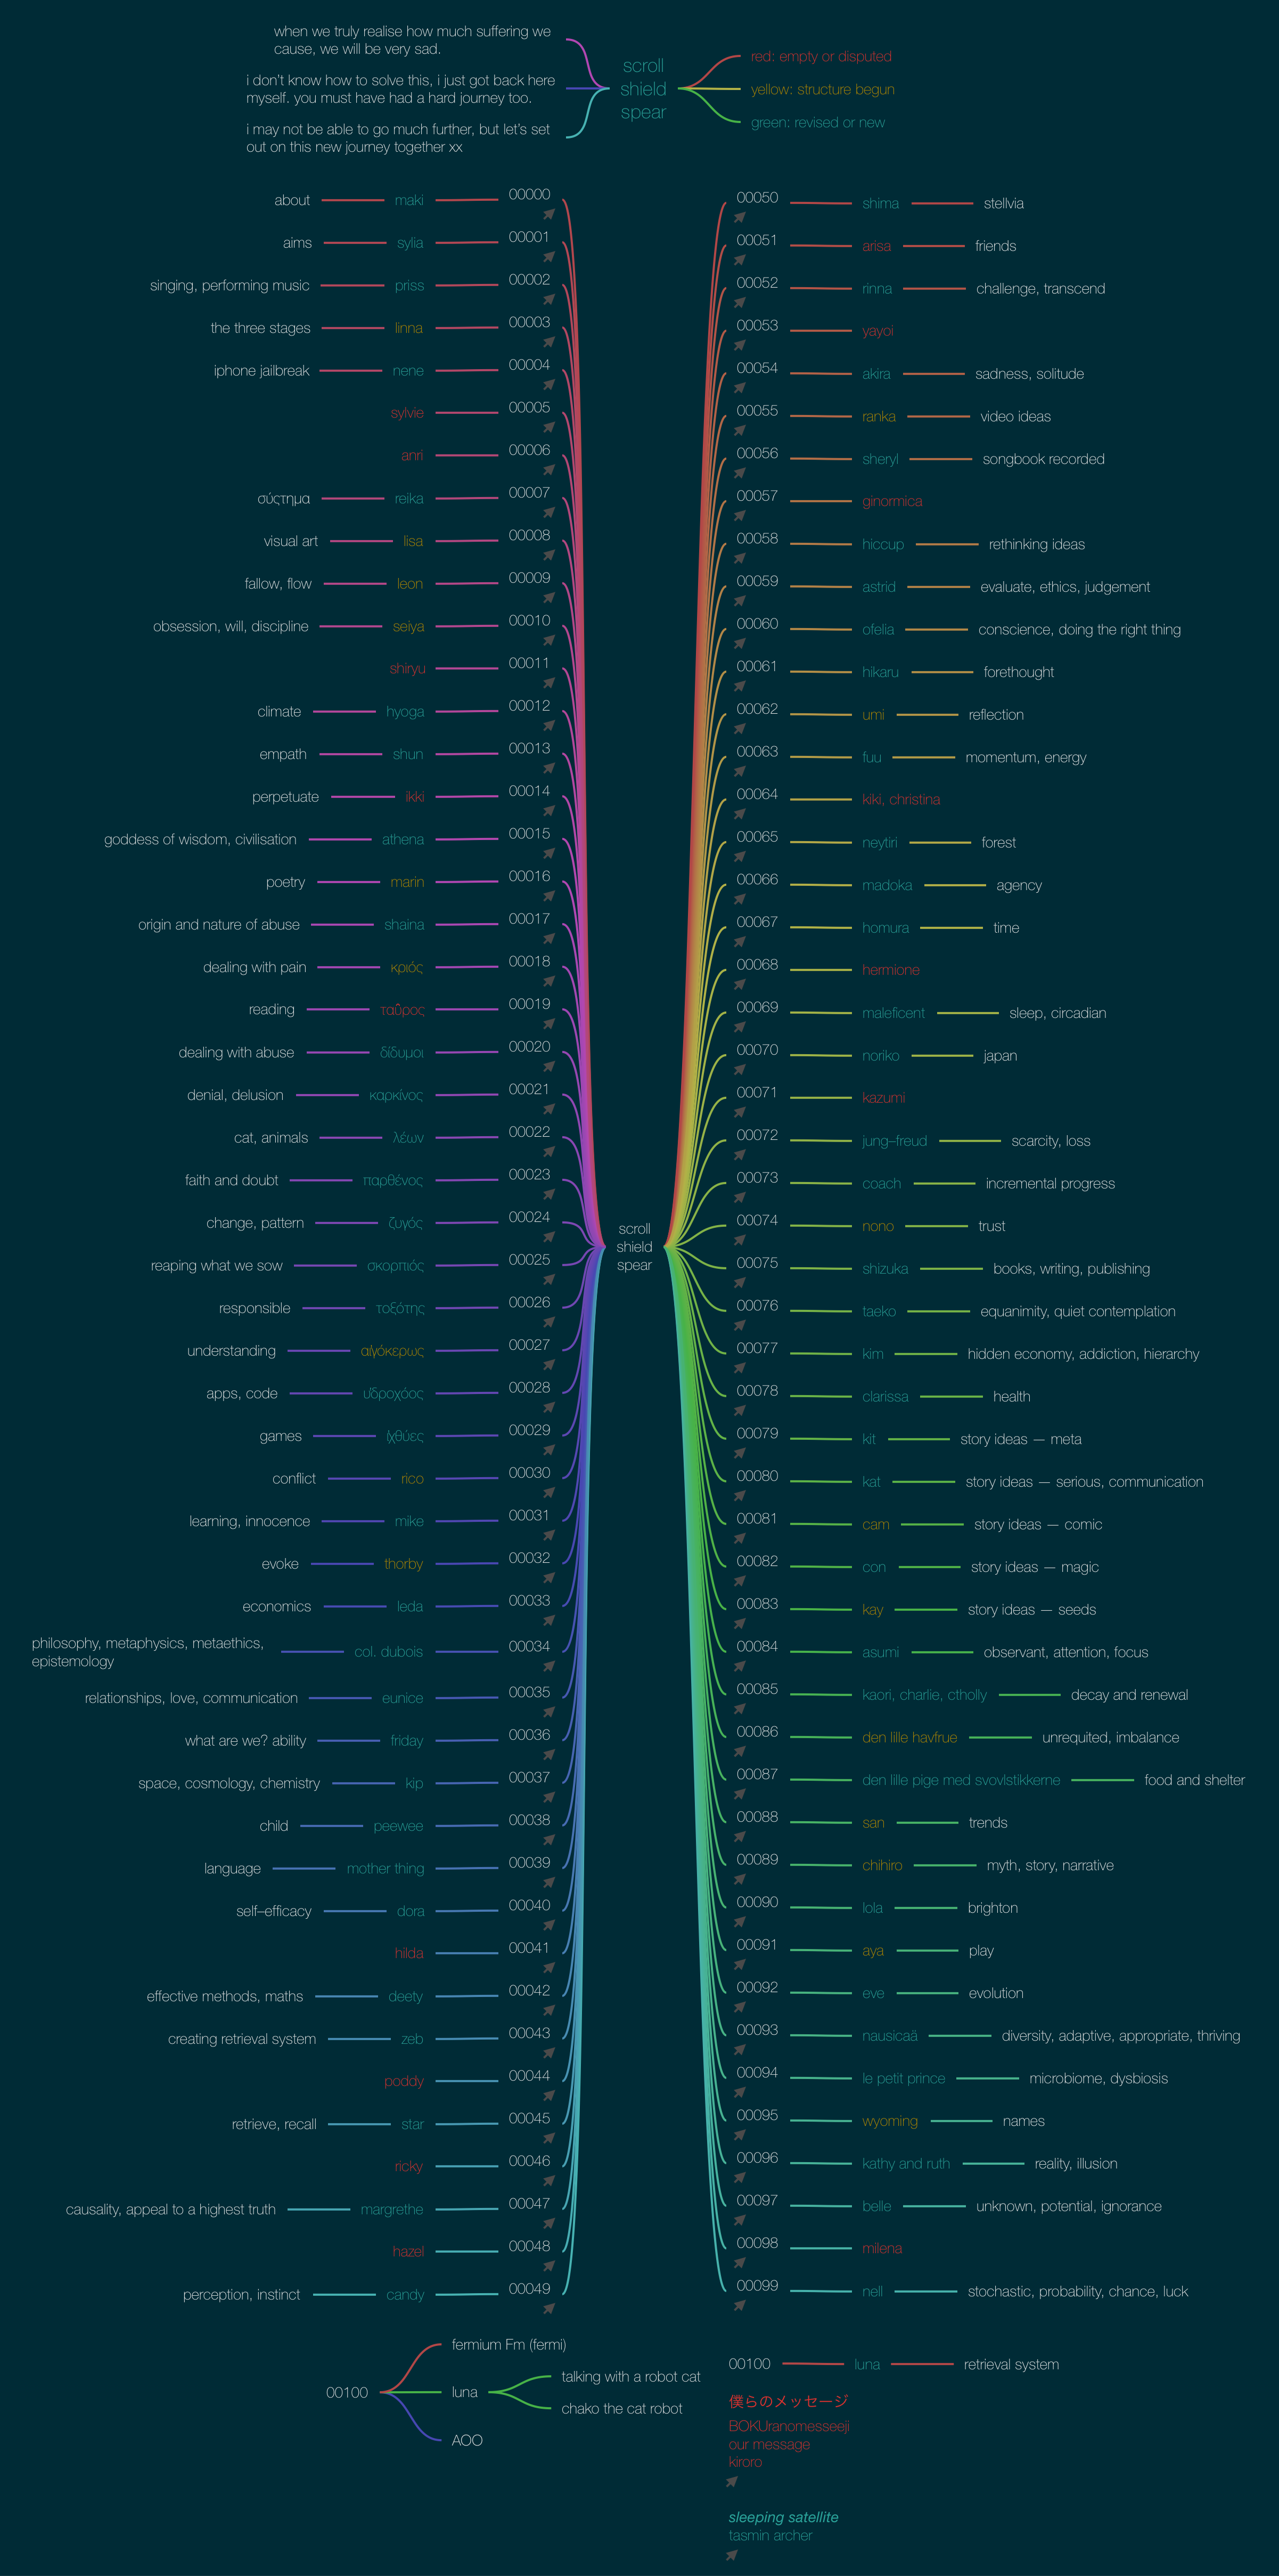 when we truly realise how much suffering we
cause, we will be very sad.
i don't know how to solve this, i just got back here
myself. you must have had a hard journey too.
i may not be able to go much further, but let's set
out on this new journey together xx
scroll
shield
spear
red: empty or disputed
yellow: structure begun
green: revised or new
about maki 00000
aims sylia 00001
singing, performing music priss 00002
the three stages linna 00003
iphone jailbreak nene 00004
sylvie 00005
anri 00006
σύςτημα reika 00007
visual art lisa 00008
fallow, flow leon 00009
obsession, will, discipline seiya 00010
shiryu 00011
climate hyoga 00012
empath shun 00013
perpetuate ikki 00014
goddess of wisdom, civilisation athena 00015
poetry marin 00016
origin and nature of abuse shaina 00017
dealing with pain κριός 00018
reading ταῦρος 00019
dealing with abuse δίδυμοι 00020
denial, delusion καρκίνος 00021
cat, animals λέων 00022
faith and doubt παρθένος 00023
change, pattern ζυγός 00024
reaping what we sow σκορπιός 00025
responsible τοξότης 00026
understanding αἰγόκερως 00027
apps, code ὑδροχόος 00028
games ἰχθύες 00029
conflict rico 00030
learning, innocence mike 00031
evoke thorby 00032
economics leda 00033
philosophy, metaphysics, metaethics,
epistemology col. dubois 00034
relationships, love, communication eunice 00035
what are we? ability friday 00036
space, cosmology, chemistry kip 00037
child peewee 00038
language mother thing 00039
self–efficacy dora 00040
hilda 00041
effective methods, maths deety 00042
creating retrieval system zeb 00043
poddy 00044
retrieve, recall star 00045
ricky 00046
causality, appeal to a highest truth margrethe 00047
hazel 00048
perception, instinct candy 00049
scroll
shield
spear
00050 shima stellvia
00051 arisa friends
00052 rinna challenge, transcend
00053 yayoi
00054 akira sadness, solitude
00055 ranka video ideas
00056 sheryl songbook recorded
00057 ginormica
00058 hiccup rethinking ideas
00059 astrid evaluate, ethics, judgement
00060 ofelia conscience, doing the right thing
00061 hikaru forethought
00062 umi reflection
00063 fuu momentum, energy
00064 kiki, christina
00065 neytiri forest
00066 madoka agency
00067 homura time
00068 hermione
00069 maleficent sleep, circadian
00070 noriko japan
00071 kazumi
00072 jung–freud scarcity, loss
00073 coach incremental progress
00074 nono trust
00075 shizuka books, writing, publishing
00076 taeko equanimity, quiet contemplation
00077 kim hidden economy, addiction, hierarchy
00078 clarissa health
00079 kit story ideas — meta
00080 kat story ideas — serious, communication
00081 cam story ideas — comic
00082 con story ideas — magic
00083 kay story ideas — seeds
00084 asumi observant, attention, focus
00085 kaori, charlie, ctholly decay and renewal
00086 den lille havfrue unrequited, imbalance
00087 den lille pige med svovlstikkerne food and shelter
00088 san trends
00089 chihiro myth, story, narrative
00090 lola brighton
00091 aya play
00092 eve evolution
00093 nausicaä diversity, adaptive, appropriate, thriving
00094 le petit prince microbiome, dysbiosis
00095 wyoming names
00096 kathy and ruth reality, illusion
00097 belle unknown, potential, ignorance
00098 milena
00099 nell stochastic, probability, chance, luck
00100
fermium Fm (fermi)
luna
talking with a robot cat
chako the cat robot
AOO
00100 luna retrieval system
僕らのメッセージ
BOKUranomesseeji
our message
kiroro
sleeping satellite
tasmin archer